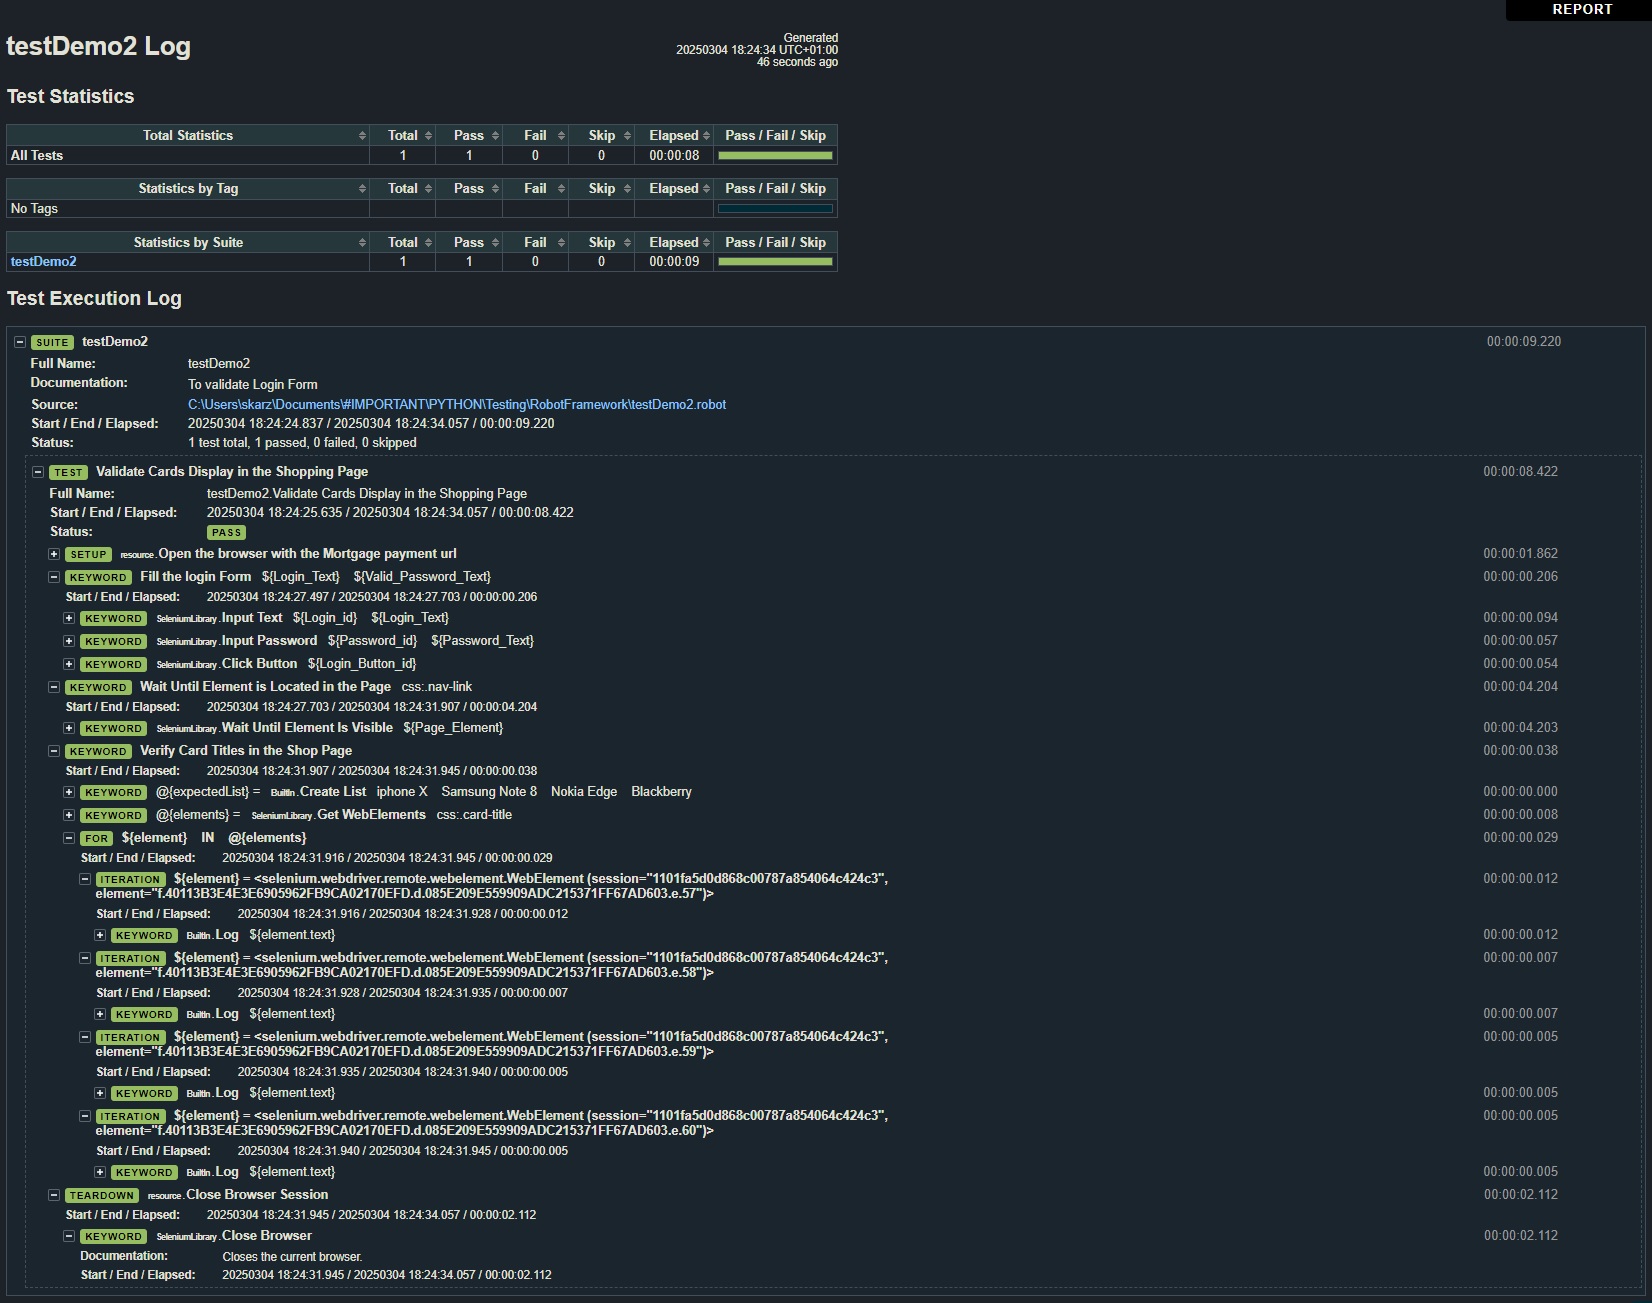 REPORT
testDemo2 Log
Generated
20250304 18:24:34 UTC+01:00
46 seconds ago
Test Statistics
Total Statistics Total Pass Fail Skip Elapsed Pass / Fail / Skip
All Tests 1 1 0 0 00:00:08
Statistics by Tag Total Pass Fail Skip Elapsed Pass / Fail / Skip
No Tags
Statistics by Suite Total Pass Fail Skip Elapsed Pass / Fail / Skip
testDemo2 1 1 0 0 00:00:09
Test Execution Log
SUITE testDemo2 00:00:09.220
Full Name: testDemo2
Documentation: To validate Login Form
Source: C:\Users\skarz\Documents\#IMPORTANT\PYTHON\Testing\RobotFramework\testDemo2.robot
Start / End / Elapsed: 20250304 18:24:24.837 / 20250304 18:24:34.057 / 00:00:09.220
Status: 1 test total, 1 passed, 0 failed, 0 skipped
TEST Validate Cards Display in the Shopping Page 00:00:08.422
Full Name: testDemo2.Validate Cards Display in the Shopping Page
Start / End / Elapsed: 20250304 18:24:25.635 / 20250304 18:24:34.057 / 00:00:08.422
Status: PASS
SETUP resource.Open the browser with the Mortgage payment url 00:00:01.862
KEYWORD Fill the login Form ${Login_Text} ${Valid_Password_Text} 00:00:00.206
Start / End / Elapsed: 20250304 18:24:27.497 / 20250304 18:24:27.703 / 00:00:00.206
KEYWORD SeleniumLibrary.Input Text ${Login_id} ${Login_Text} 00:00:00.094
KEYWORD SeleniumLibrary.Input Password ${Password_id} ${Password_Text} 00:00:00.057
KEYWORD SeleniumLibrary.Click Button ${Login_Button_id} 00:00:00.054
KEYWORD Wait Until Element is Located in the Page css:.nav-link 00:00:04.204
Start / End / Elapsed: 20250304 18:24:27.703 / 20250304 18:24:31.907 / 00:00:04.204
KEYWORD SeleniumLibrary.Wait Until Element Is Visible ${Page_Element} 00:00:04.203
KEYWORD Verify Card Titles in the Shop Page 00:00:00.038
Start / End / Elapsed: 20250304 18:24:31.907 / 20250304 18:24:31.945 / 00:00:00.038
KEYWORD @{expectedList} = BuiltIn.Create List iphone X Samsung Note 8 Nokia Edge Blackberry 00:00:00.000
KEYWORD @{elements} = SeleniumLibrary.Get WebElements css:.card-title 00:00:00.008
FOR ${element} IN @{elements} 00:00:00.029
Start / End / Elapsed: 20250304 18:24:31.916 / 20250304 18:24:31.945 / 00:00:00.029
ITERATION ${element} = <selenium.webdriver.remote.webelement.WebElement (session="1101fa5d0d868c00787a854064c424c3", 00:00:00.012
element="f.40113B3E4E3E6905962FB9CA02170EFD.d.085E209E559909ADC215371FF67AD603.e.57")>
Start / End / Elapsed: 20250304 18:24:31.916 / 20250304 18:24:31.928 / 00:00:00.012
KEYWORD BuiltIn.Log ${element.text} 00:00:00.012
ITERATION ${element} = <selenium.webdriver.remote.webelement.WebElement (session="1101fa5d0d868c00787a854064c424c3", 00:00:00.007
element="f.40113B3E4E3E6905962FB9CA02170EFD.d.085E209E559909ADC215371FF67AD603.e.58")>
Start / End / Elapsed: 20250304 18:24:31.928 / 20250304 18:24:31.935 / 00:00:00.007
KEYWORD BuiltIn.Log ${element.text} 00:00:00.007
ITERATION ${element} = <selenium.webdriver.remote.webelement.WebElement (session="1101fa5d0d868c00787a854064c424c3", 00:00:00.005
element="f.40113B3E4E3E6905962FB9CA02170EFD.d.085E209E559909ADC215371FF67AD603.e.59")>
Start / End / Elapsed: 20250304 18:24:31.935 / 20250304 18:24:31.940 / 00:00:00.005
KEYWORD BuiltIn.Log ${element.text} 00:00:00.005
ITERATION ${element} = <selenium.webdriver.remote.webelement.WebElement (session="1101fa5d0d868c00787a854064c424c3", 00:00:00.005
element="f.40113B3E4E3E6905962FB9CA02170EFD.d.085E209E559909ADC215371FF67AD603.e.60")>
Start / End / Elapsed: 20250304 18:24:31.940 / 20250304 18:24:31.945 / 00:00:00.005
KEYWORD BuiltIn.Log ${element.text} 00:00:00.005
TEARDOWN resource.Close Browser Session 00:00:02.112
Start / End / Elapsed: 20250304 18:24:31.945 / 20250304 18:24:34.057 / 00:00:02.112
KEYWORD SeleniumLibrary.Close Browser 00:00:02.112
Documentation: Closes the current browser.
Start / End / Elapsed: 20250304 18:24:31.945 / 20250304 18:24:34.057 / 00:00:02.112